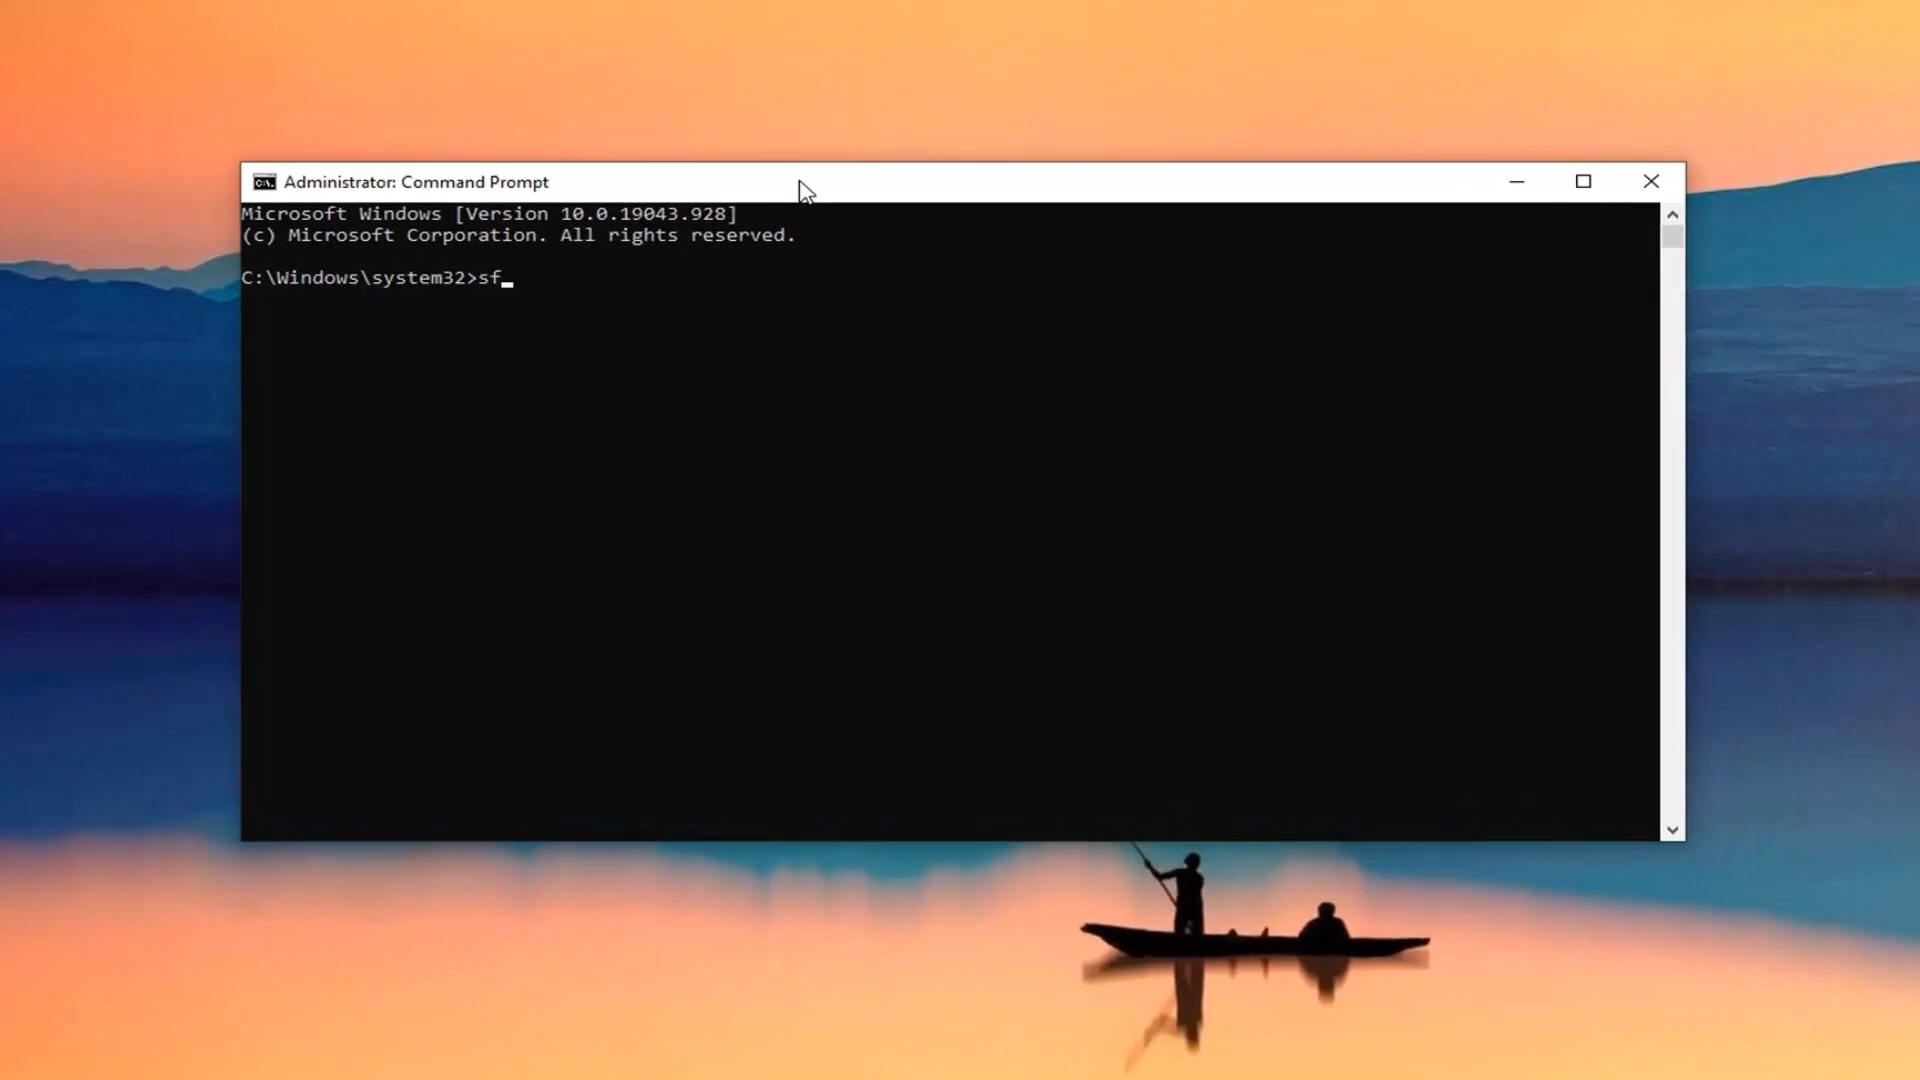 Administrator: Command Prompt
Microsoft Windows [Version 10.0.19043.928]
(c) Microsoft Corporation. All rights reserved.
C:\Windows\system32>sf